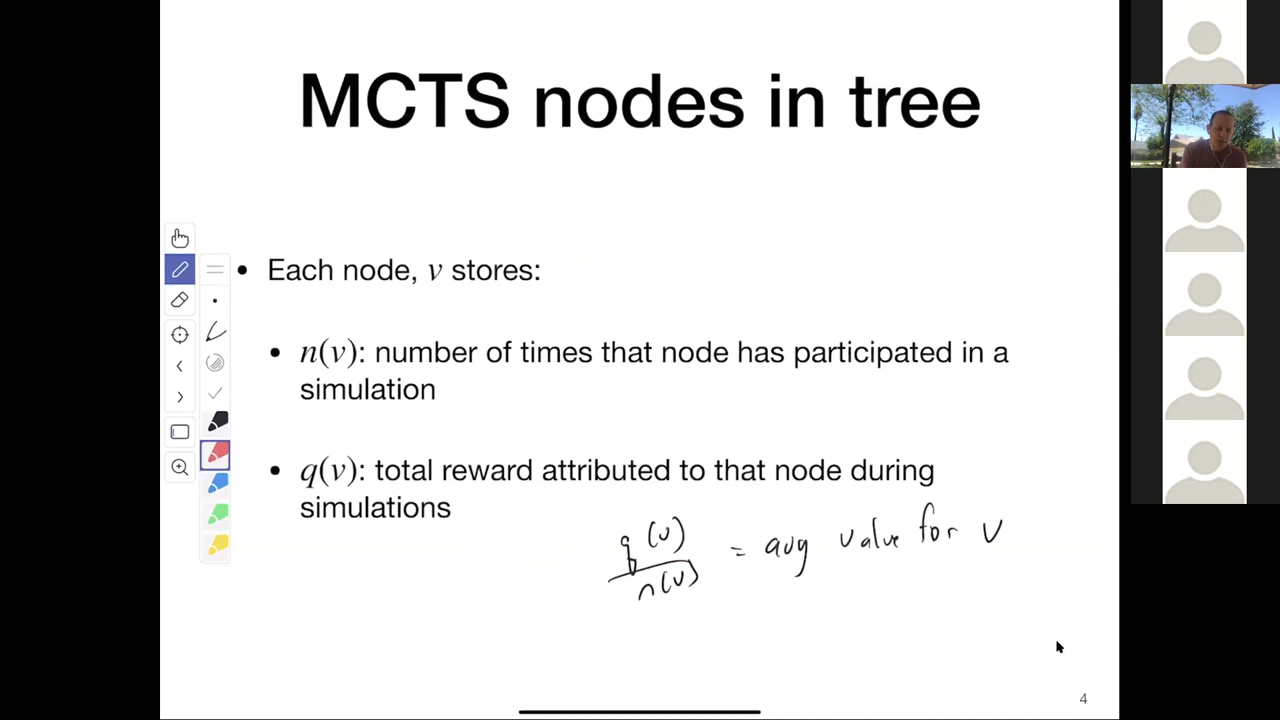 MCTS nodes in tree
• Each node, v stores:
• n(v): number of times that node has participated in a
simulation
• q(v): total reward attributed to that node during
simulations
q(v)
n(v)
= avg value for v
4